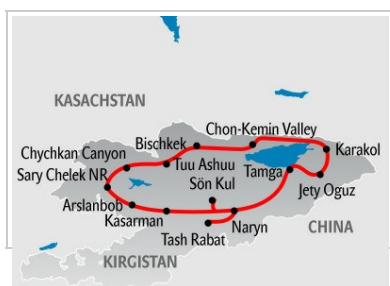 KASACHSTAN
Chon-Kemin Valley
Bischkek
Karakol
Chychkan Canyon
Tuu Ashuu
Sary Chelek NR
Sön Kul
Tamga
Jety Oguz
Arslanbob
Kasarman
Naryn
CHINA
Tash Rabat
KIRGISTAN